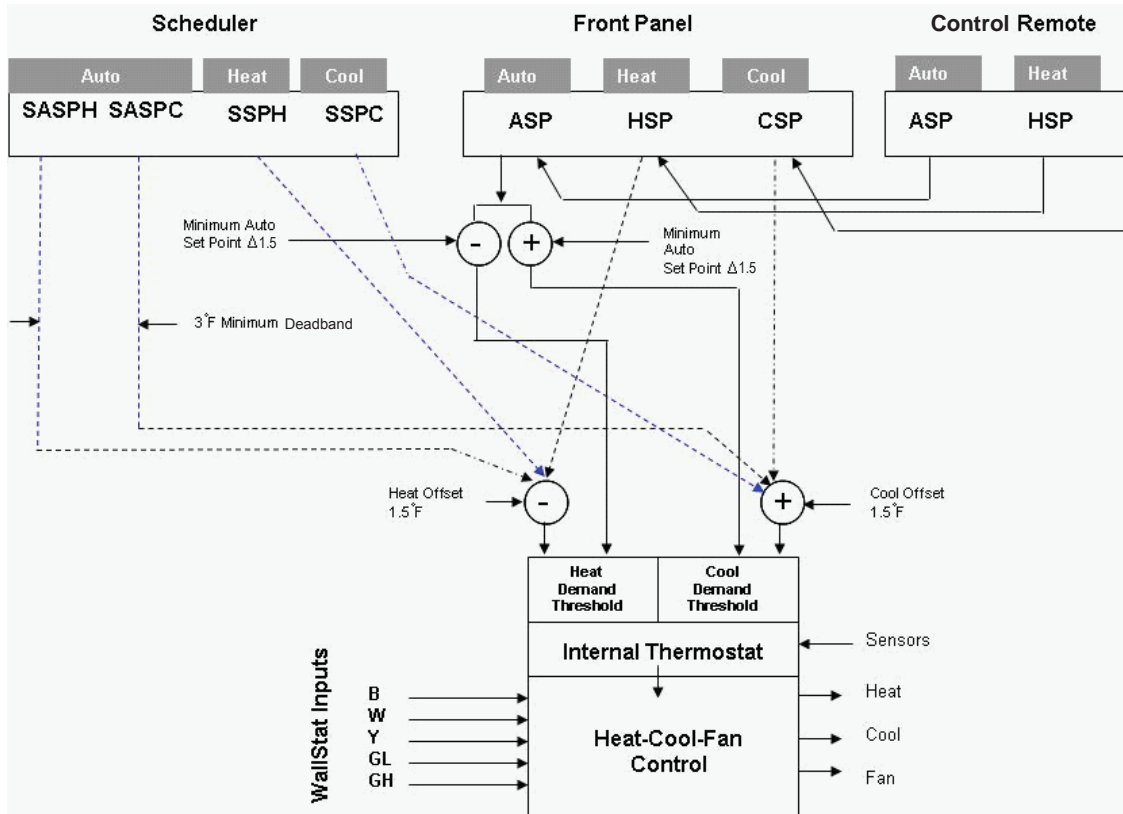 Scheduler
Front Panel
Control Remote
Auto
Heat
Cool
Auto
Heat
Cool
Auto
Heat
SASPH SASPC
SSPH
SSPC
ASP
HSP
CSP
ASP
HSP
Minimum Auto
Set Point Δ1.5
-
+
Minimum
Auto
Set Point Δ1.5
3°F Minimum Deadband
Heat Offset
1.5°F
-
+
Cool Offset
1.5°F
Heat
Demand
Threshold
Cool
Demand
Threshold
Internal Thermostat
Sensors
WallStat Inputs
B
W
Y
GL
GH
Heat-Cool-Fan
Control
Heat
Cool
Fan